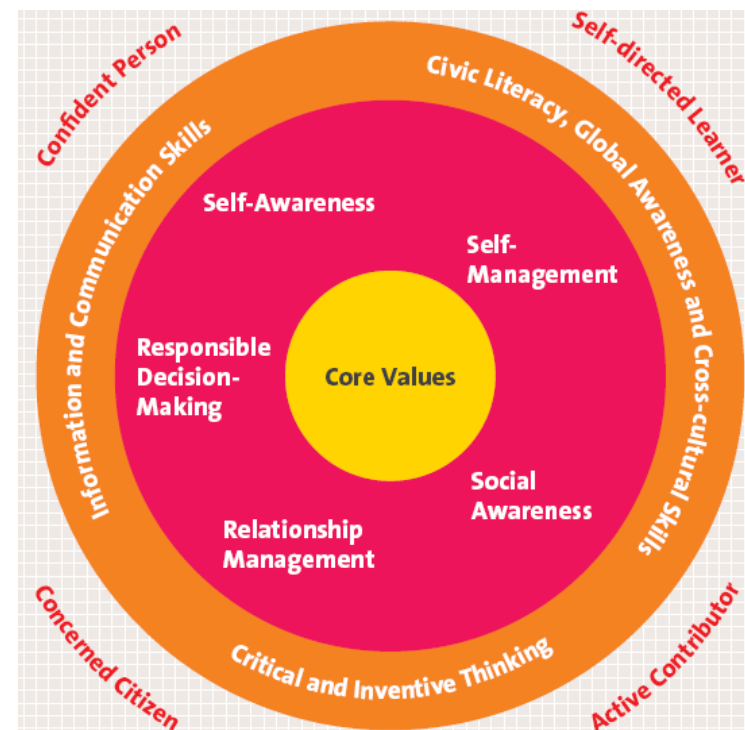 Confident Person
Self-directed Learner
Information and Communication Skills
Civic Literacy, Global Awareness and Cross-cultural Skills
Self-Awareness
Self-
Management
Responsible
Decision-
Making
Core Values
Social
Awareness
Relationship
Management
Critical and Inventive Thinking
Concerned Citizen
Active Contributor